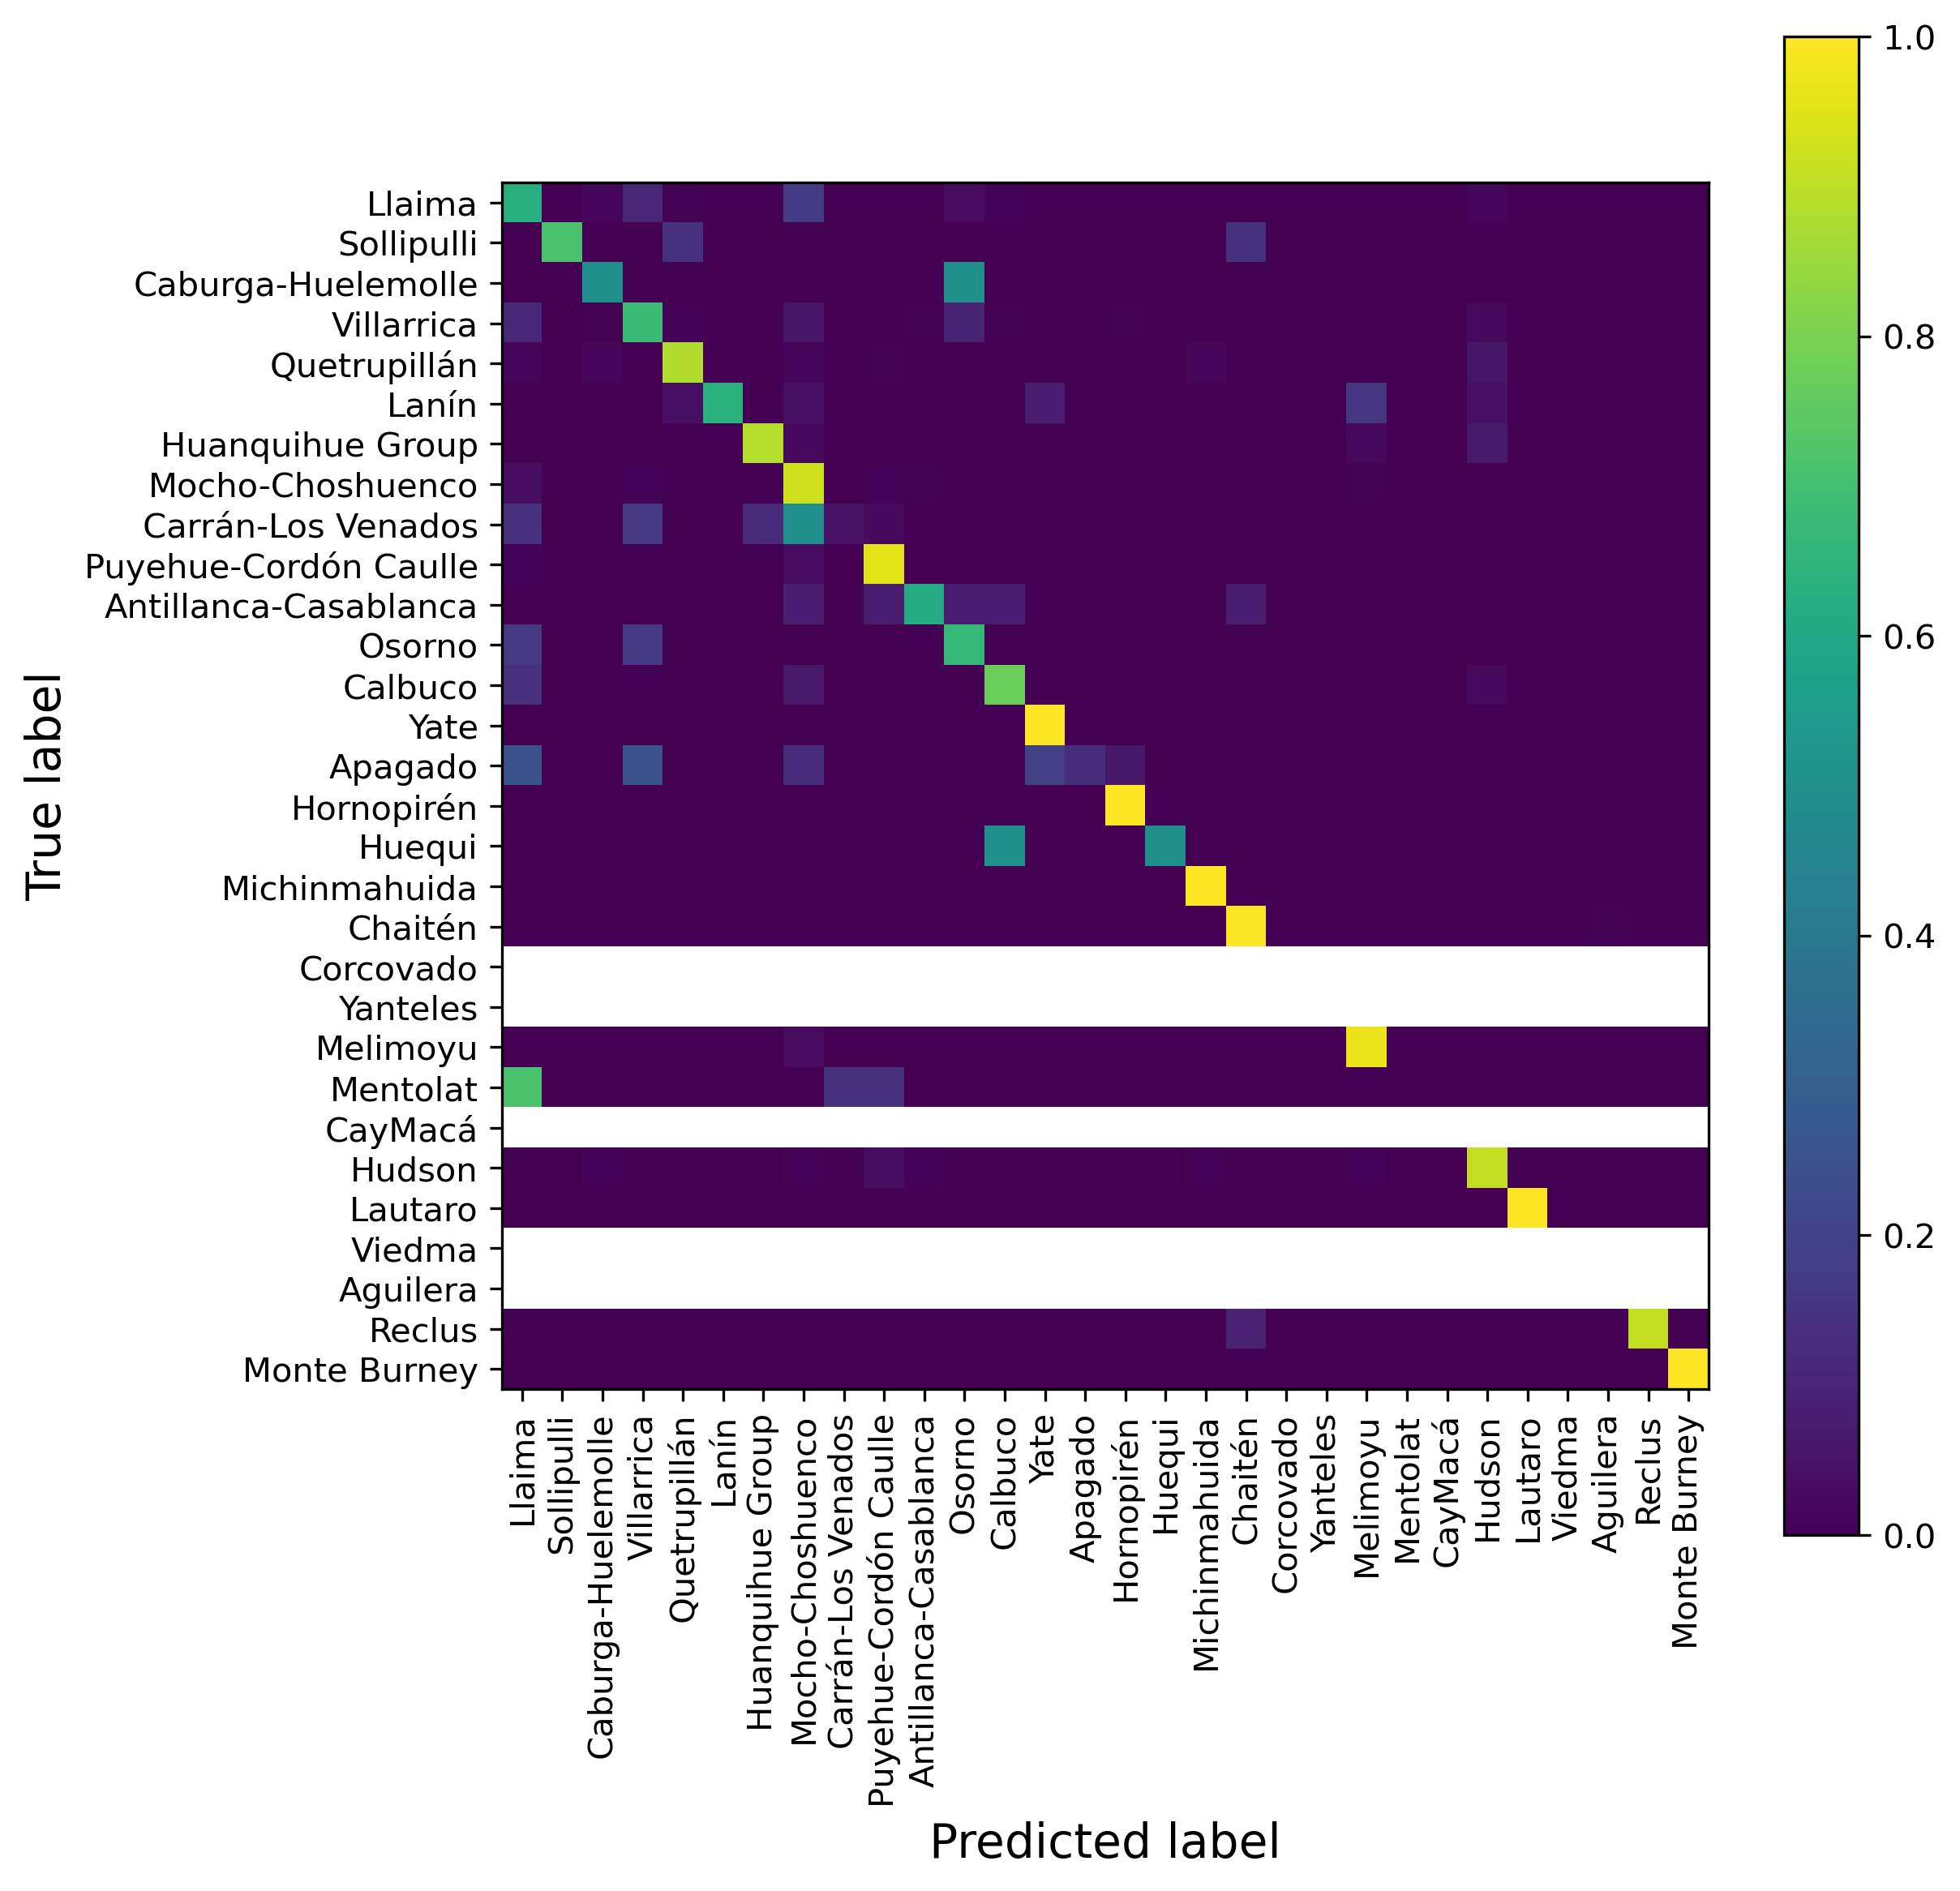 True label
Llaima
Sollipulli
Caburga-Huelemolle
Villarrica
Quetrupillán
Lanín
Huanquihue Group
Mocho-Choshuenco
Carrán-Los Venados
Puyehue-Cordón Caulle
Antillanca-Casablanca
Osorno
Calbuco
Yate
Apagado
Hornopirén
Huequi
Michinmahuida
Chaitén
Corcovado
Yanteles
Melimoyu
Mentolat
CayMacá
Hudson
Lautaro
Viedma
Aguilera
Reclus
Monte Burney
Llaima
Sollipulli
Caburga-Huelemolle
Villarrica
Quetrupillán
Lanín
Huanquihue Group
Mocho-Choshuenco
Carrán-Los Venados
Puyehue-Cordón Caulle
Antillanca-Casablanca
Osorno
Calbuco
Yate
Apagado
Hornopirén
Huequi
Michinmahuida
Chaitén
Corcovado
Yanteles
Melimoyu
Mentolat
CayMacá
Hudson
Lautaro
Viedma
Aguilera
Reclus
Monte Burney
Predicted label
1.0
0.8
0.6
0.4
0.2
0.0